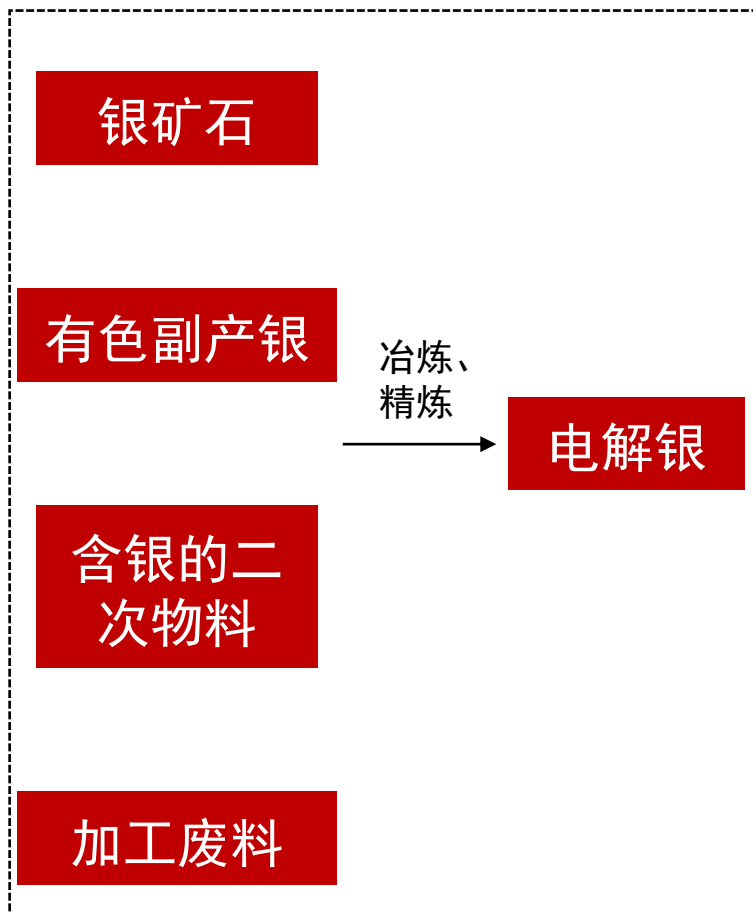 银矿石
有色副产银
冶炼、
精炼
电解银
含银的二
次物料
加工废料